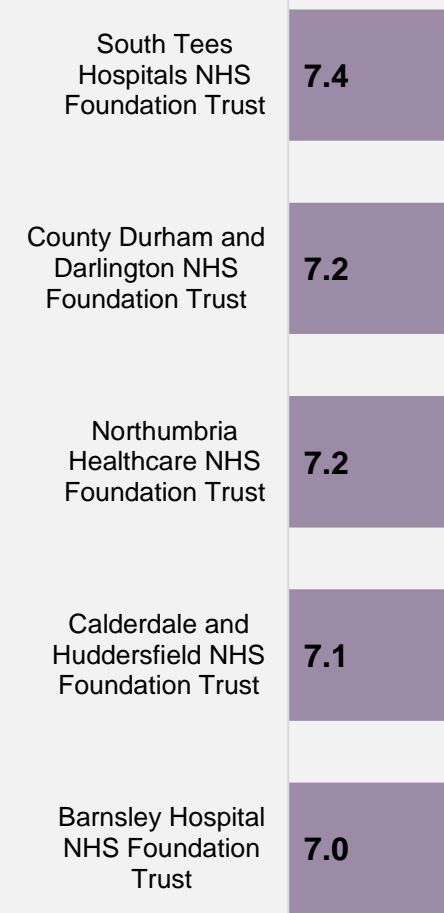 South Tees
Hospitals NHS
Foundation Trust
7.4
County Durham and
Darlington NHS
Foundation Trust
7.2
Northumbria
Healthcare NHS
Foundation Trust
7.2
Calderdale and
Huddersfield NHS
Foundation Trust
7.1
Barnsley Hospital
NHS Foundation
Trust
7.0